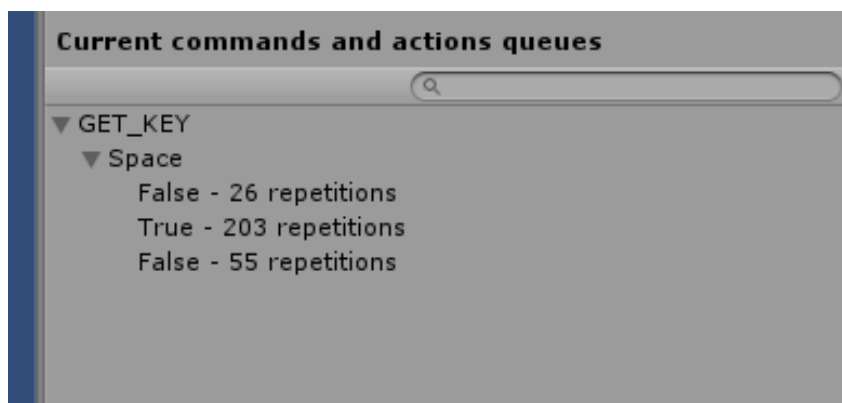 Current commands and actions queues
GET_KEY
Space
False - 26 repetitions
True - 203 repetitions
False - 55 repetitions